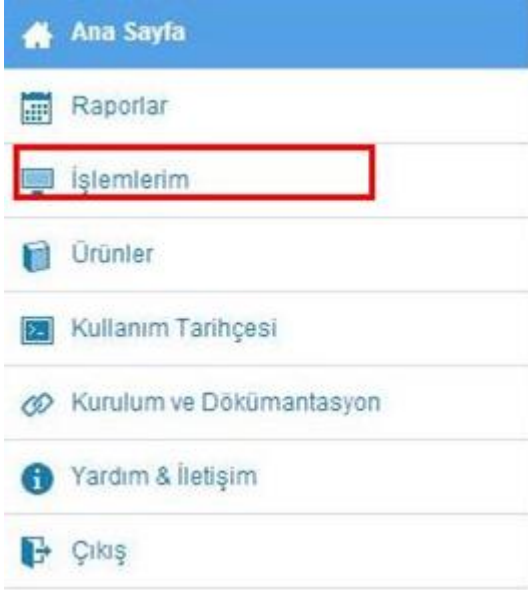 Ana Sayfa
Raporlar
İşlemlerim
Ürünler
Kullanım Tarihçesi
Kurulum ve Dökümantasyon
Yardım & İletişim
Çıkış